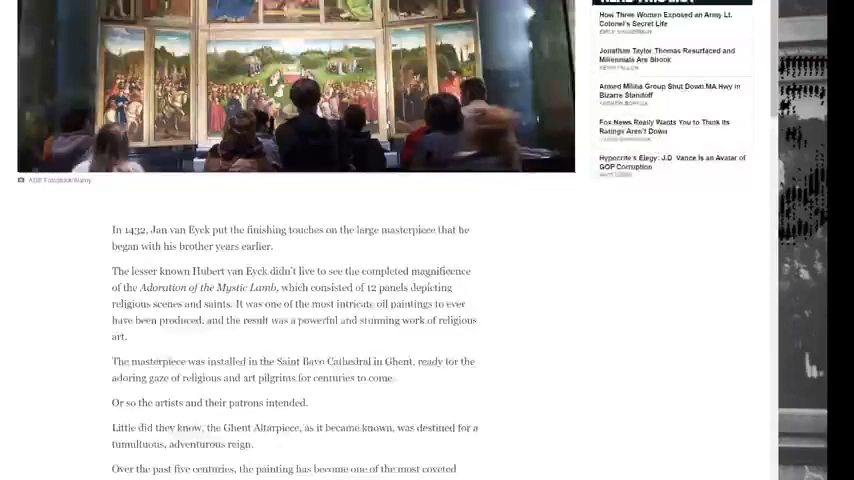 How Three Women Exposed an Army Lt.
Colonel's Secret Life
Jonathan Taylor Thomas Resurfaced and
Millennials Are Shook
Armed Militia Group Shut Down MA Hwy in
Bizarre Standoff
Fox News Really Wants You to Think Its
Ratings Aren't Down
Hypocrite's Elegy: J.D. Vance Is an Avatar of
GOP Corruption
In 1432, Jan van Eyck put the finishing touches on the large masterpiece that he
began with his brother years earlier.
The lesser known Hubert van Eyck didn't live to see the completed magnificence
of the Adoration of the Mystic Lamb, which consisted of 12 panels depicting
religious scenes and saints. It was one of the most intricate oil paintings to ever
have been produced, and the result was a powerful and stunning work of religious
art.
The masterpiece was installed in the Saint Bavo Cathedral in Ghent, ready for the
adoring gaze of religious and art pilgrims for centuries to come.
Or so the artists and their patrons intended.
Little did they know, the Ghent Altarpiece, as it became known, was destined for a
tumultuous, adventurous reign.
Over the past five centuries, the painting has become one of the most coveted